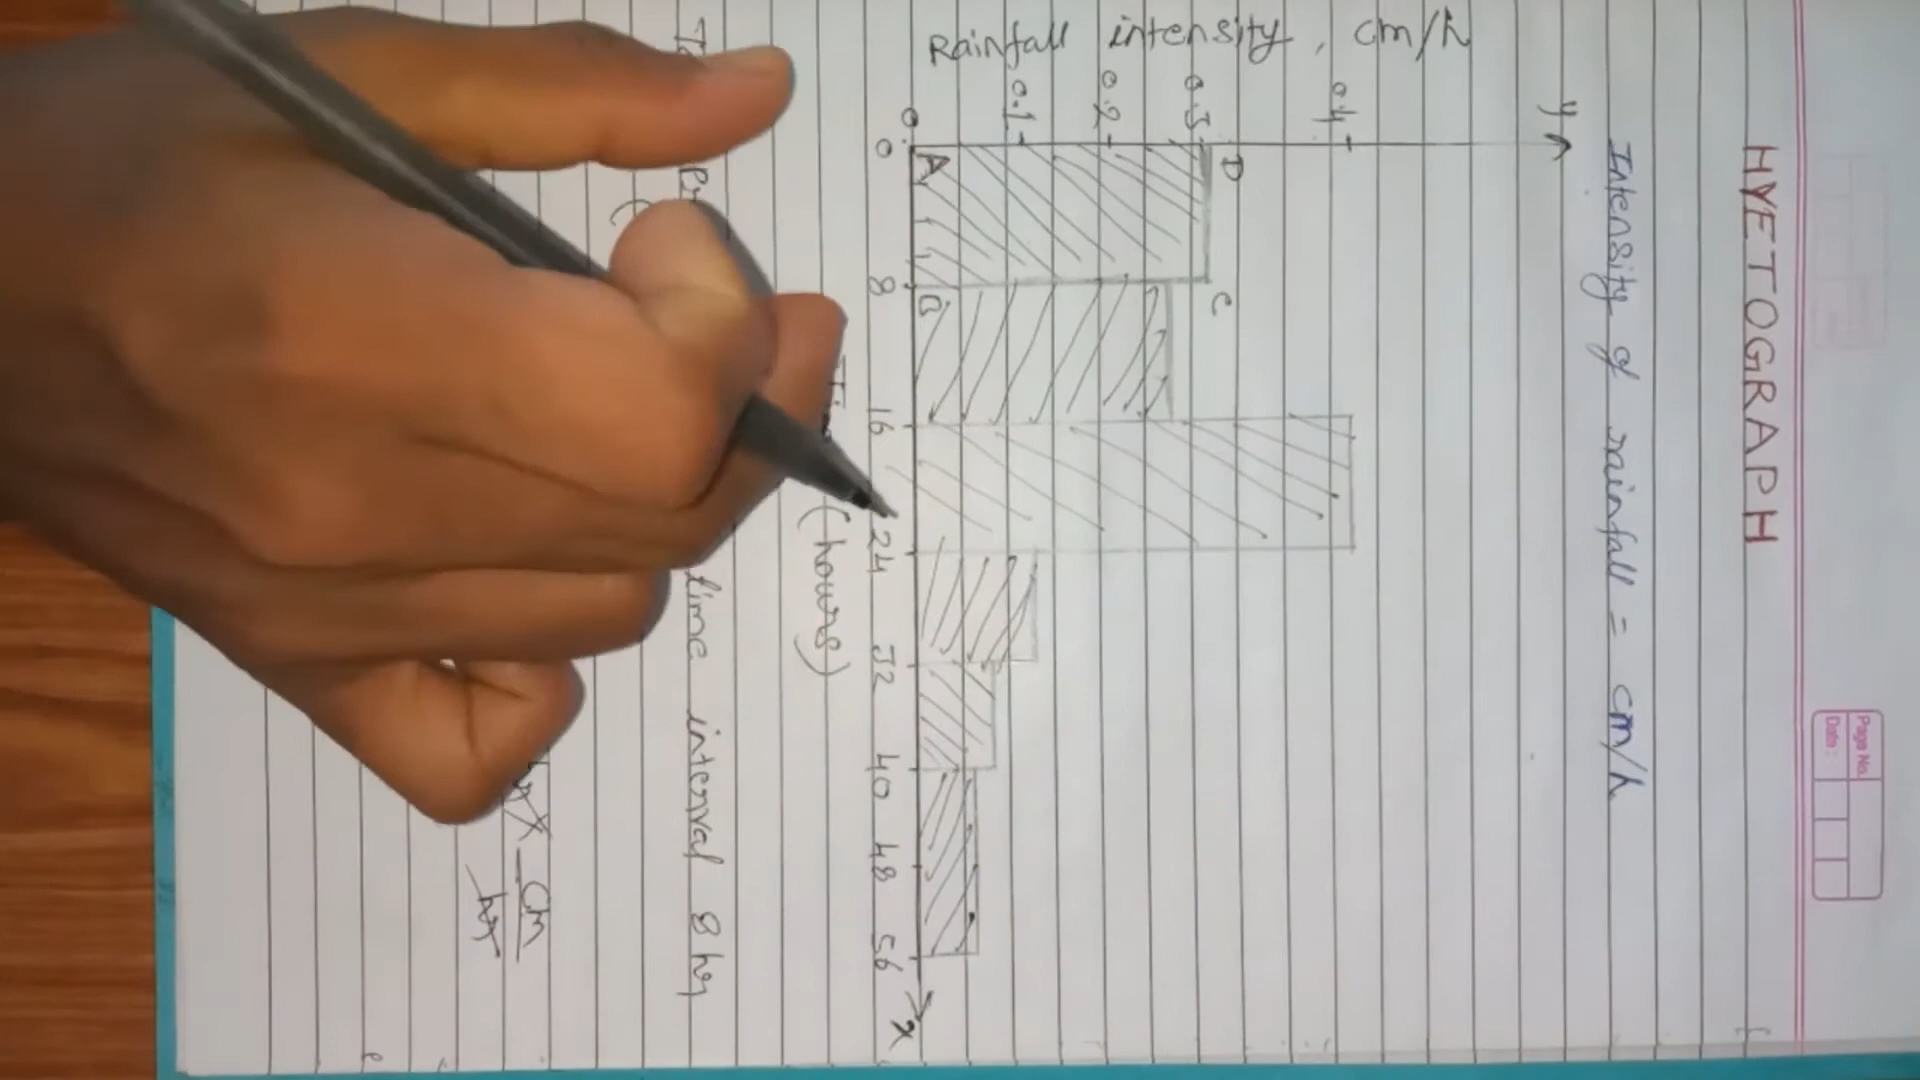 HYETOGRAPH
Page No.
Date :
Intensity of rainfall = cm/h
y
0.4
0.3
0.2
0.1
0
Rainfall intensity, cm/h
D C
A B
0 8 16 24 32 40 48 56 x
(hours)
time interval 8 hr
cm
hr